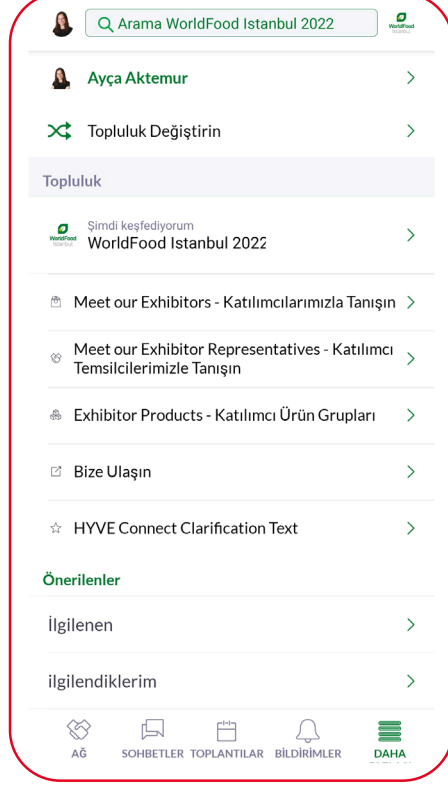 Arama WorldFood Istanbul 2022
WorldFood
Istanbul
Ayça Aktemur
Topluluk Değiştirin
Topluluk
Şimdi keşfediyorum
WorldFood
Istanbul
WorldFood Istanbul 2022
Meet our Exhibitors - Katılımcılarımızla Tanışın
Meet our Exhibitor Representatives - Katılımcı
Temsilcilerimizle Tanışın
Exhibitor Products - Katılımcı Ürün Grupları
Bize Ulaşın
HYVE Connect Clarification Text
Önerilenler
İlgilenen
ilgilendiklerim
AĞ
SOHBETLER
TOPLANTILAR
BİLDİRİMLER
DAHA